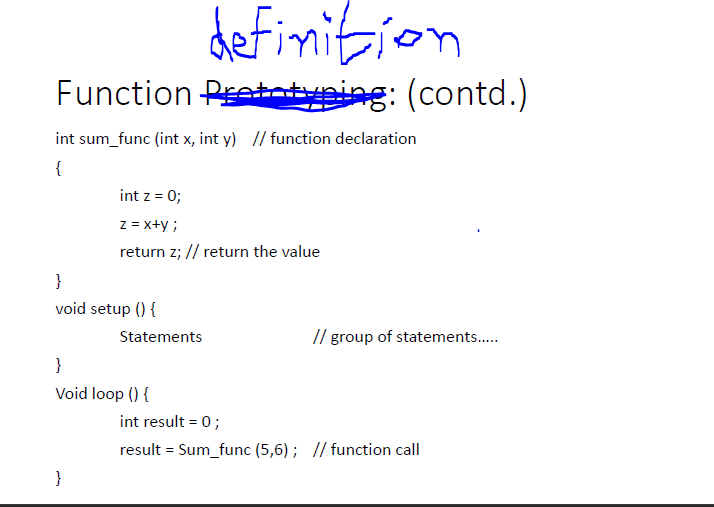 definition
Function Prototyping: (contd.)
int sum_func (int x, int y) // function declaration
{
int z = 0;
z = x+y ;
return z; // return the value
}
void setup () {
Statements // group of statements.....
}
Void loop () {
int result = 0 ;
result = Sum_func (5,6) ; // function call
}